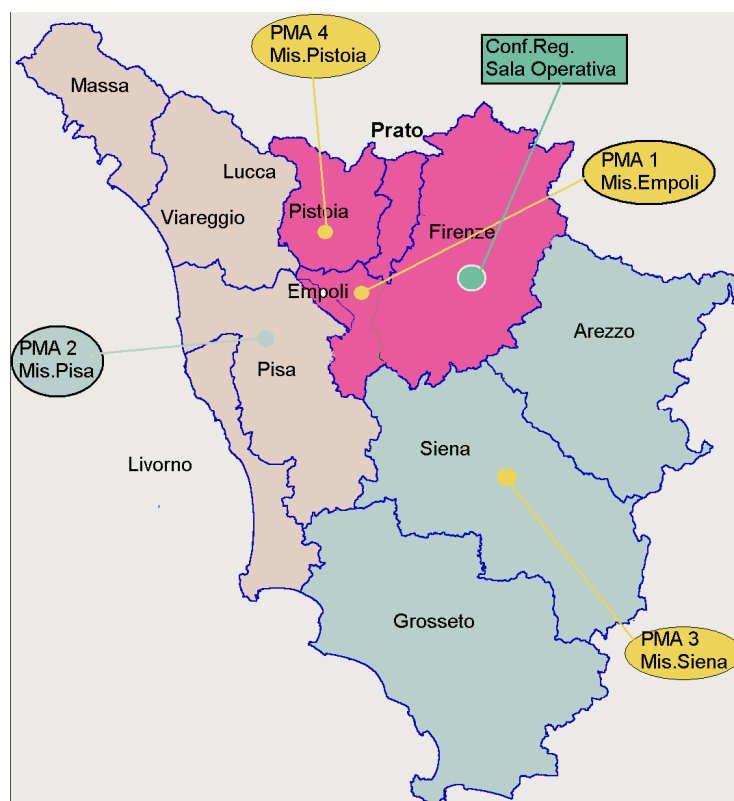 PMA 4
Mis.Pistoia
Conf.Reg.
Sala Operativa
Massa
Prato
Lucca
PMA 1
Mis.Empoli
Viareggio
Pistoia
Firenze
Empoli
Arezzo
PMA 2
Mis.Pisa
Pisa
Siena
Livorno
Grosseto
PMA 3
Mis.Siena